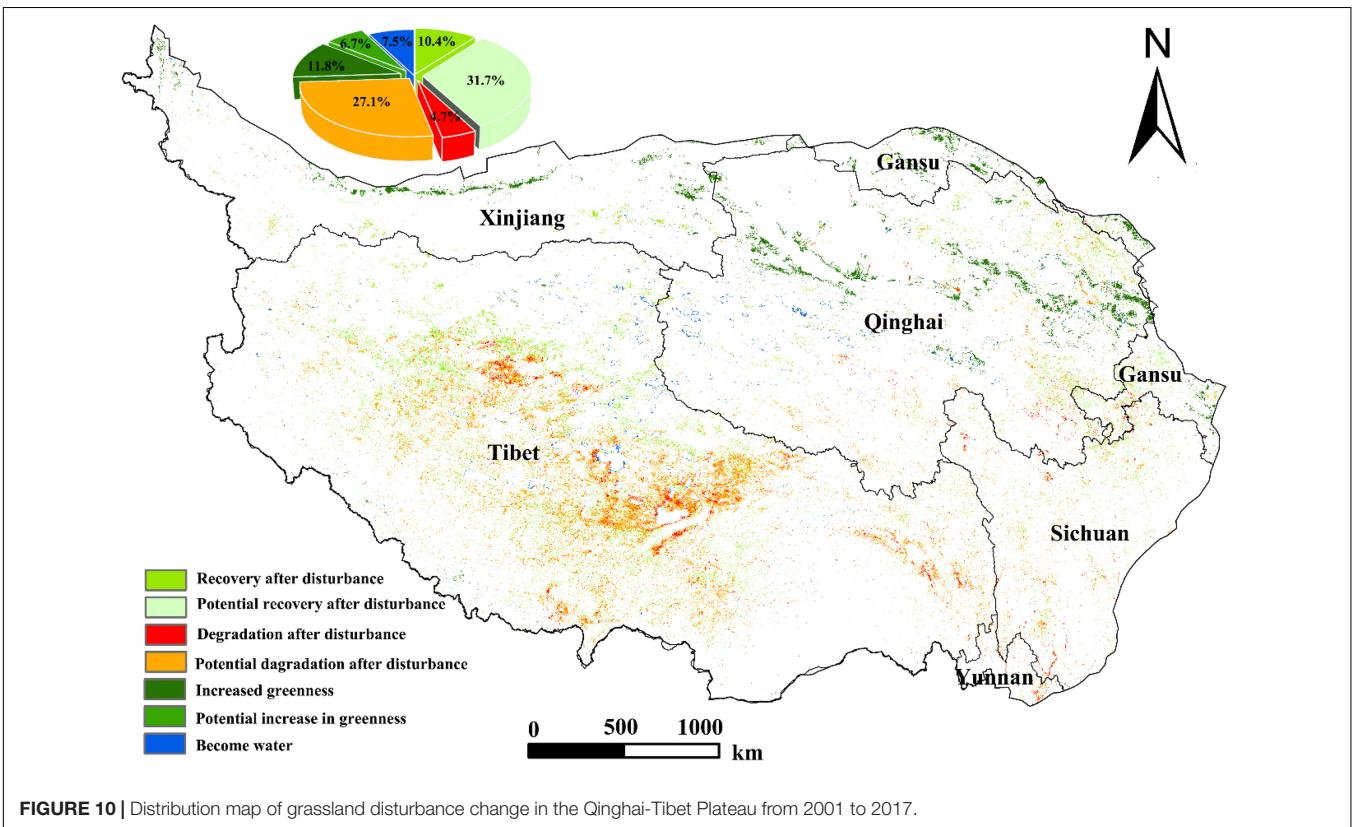 6.7%
7.5%
10.4%
11.8%
31.7%
27.1%
4.7%
N
Gansu
Xinjiang
Qinghai
Gansu
Tibet
Sichuan
Yunnan
Recovery after disturbance
Potential recovery after disturbance
Degradation after disturbance
Potential dagradation after disturbance
Increased greenness
Potential increase in greenness
Become water
0 500 1000
km
FIGURE 10 | Distribution map of grassland disturbance change in the Qinghai-Tibet Plateau from 2001 to 2017.